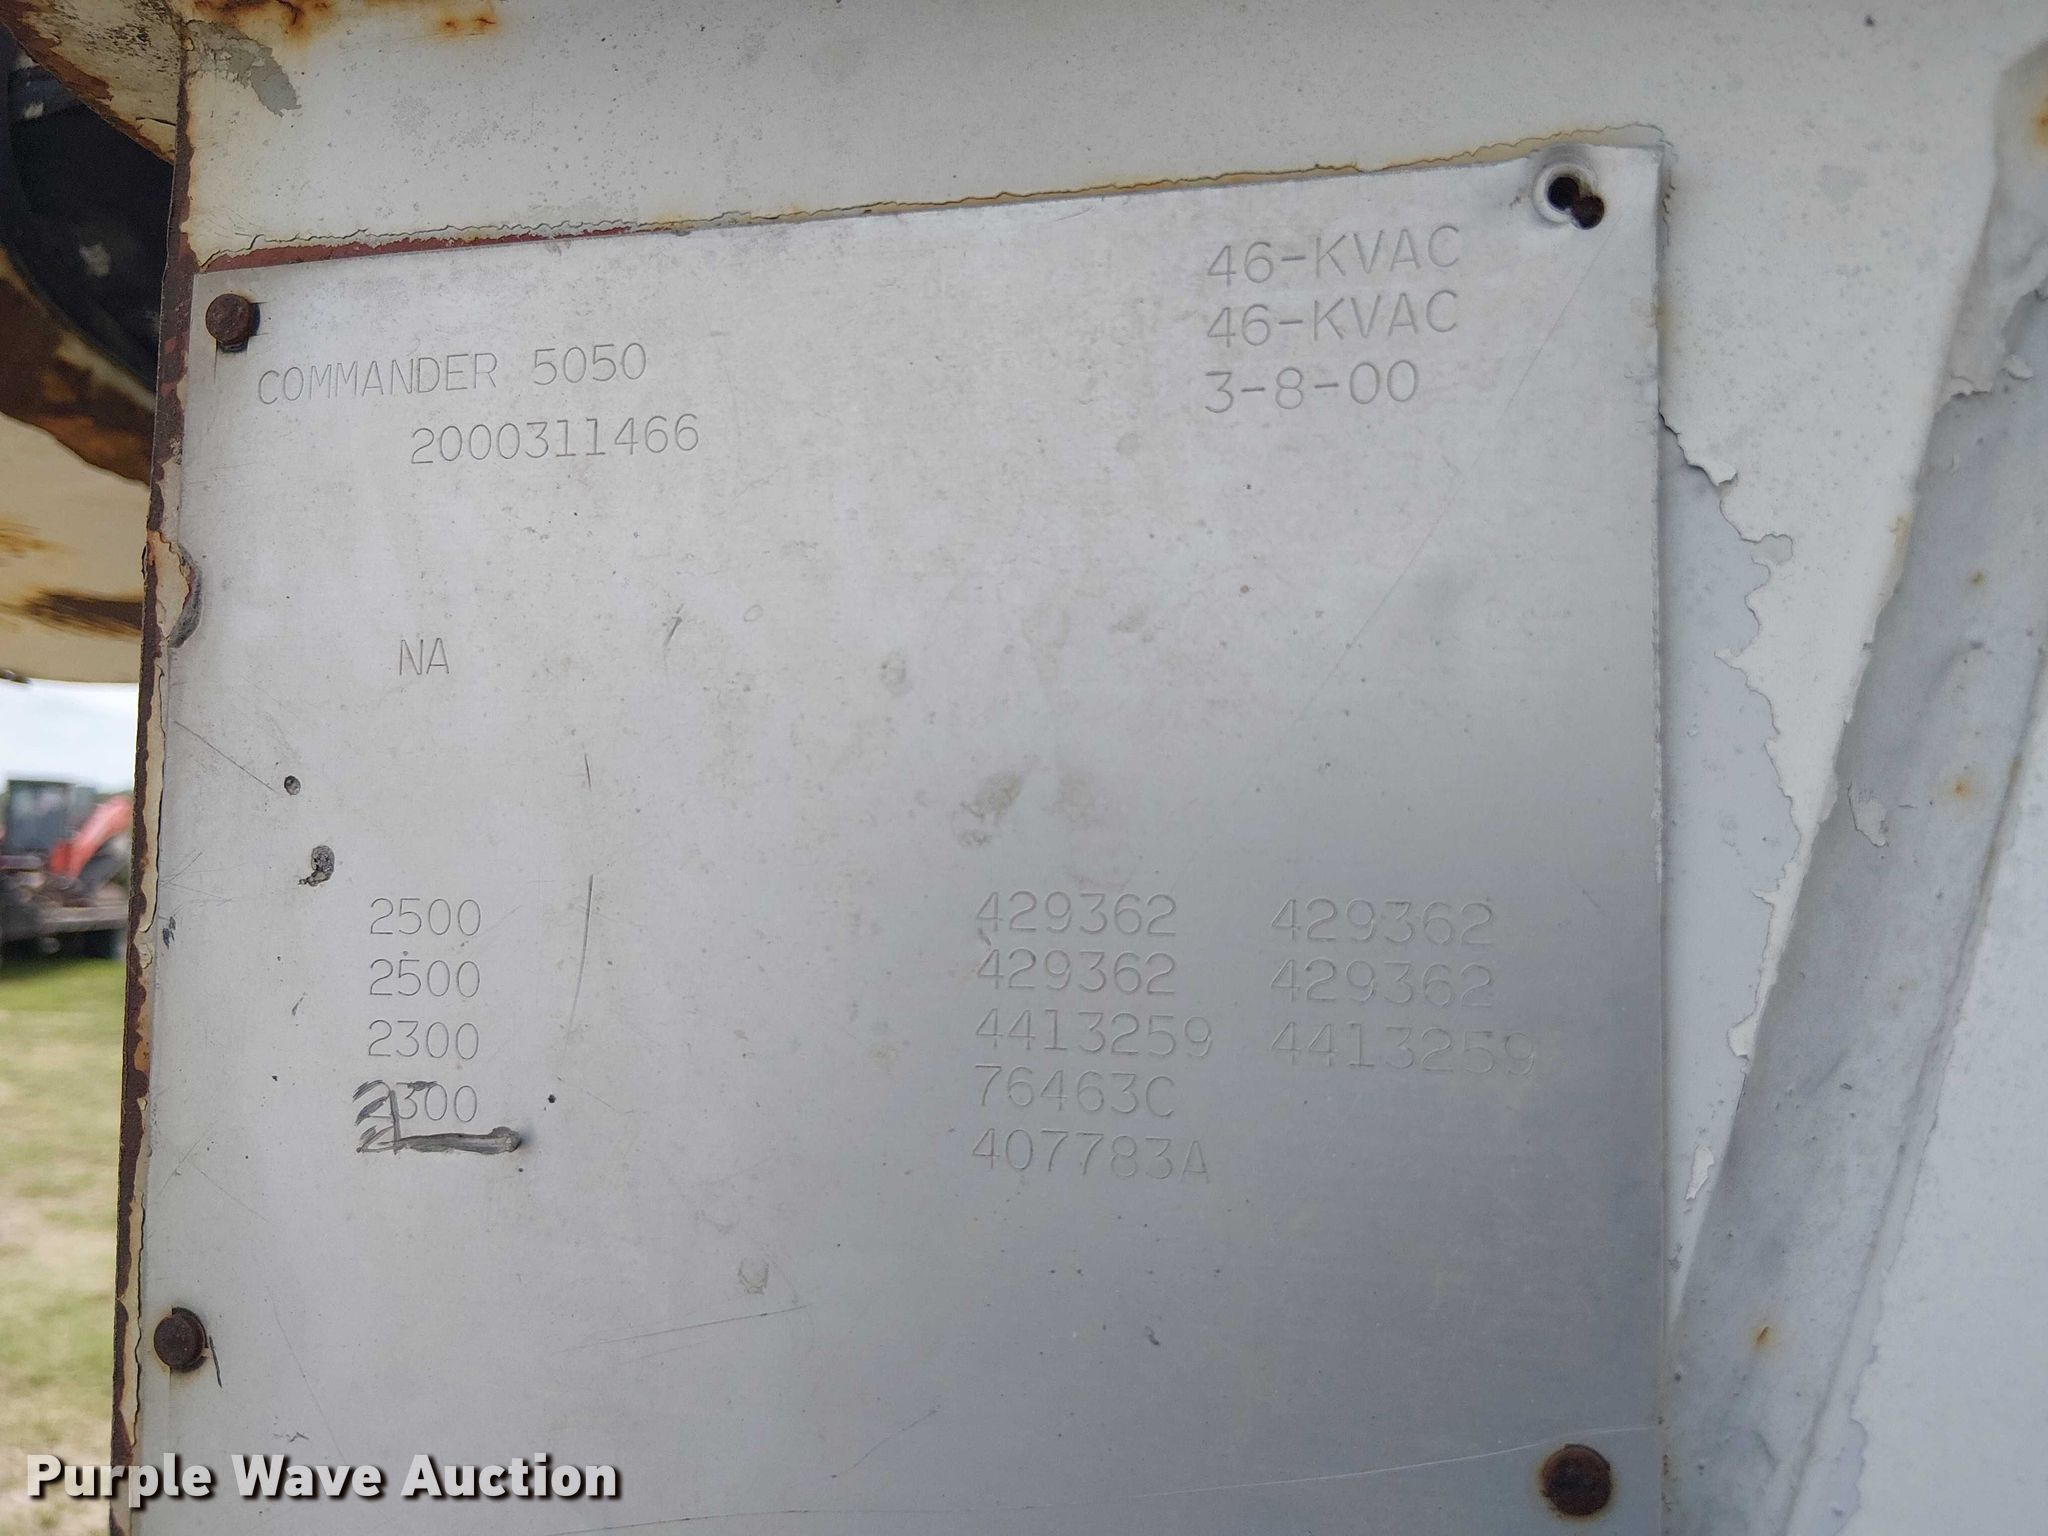 46-KVAC
46-KVAC
COMMANDER 5050 3-8-00
2000311466
NA
2500 429362 429362
2500 429362 429362
2300 4413259 4413259
2300 76463C
407783A
Purple Wave Auction